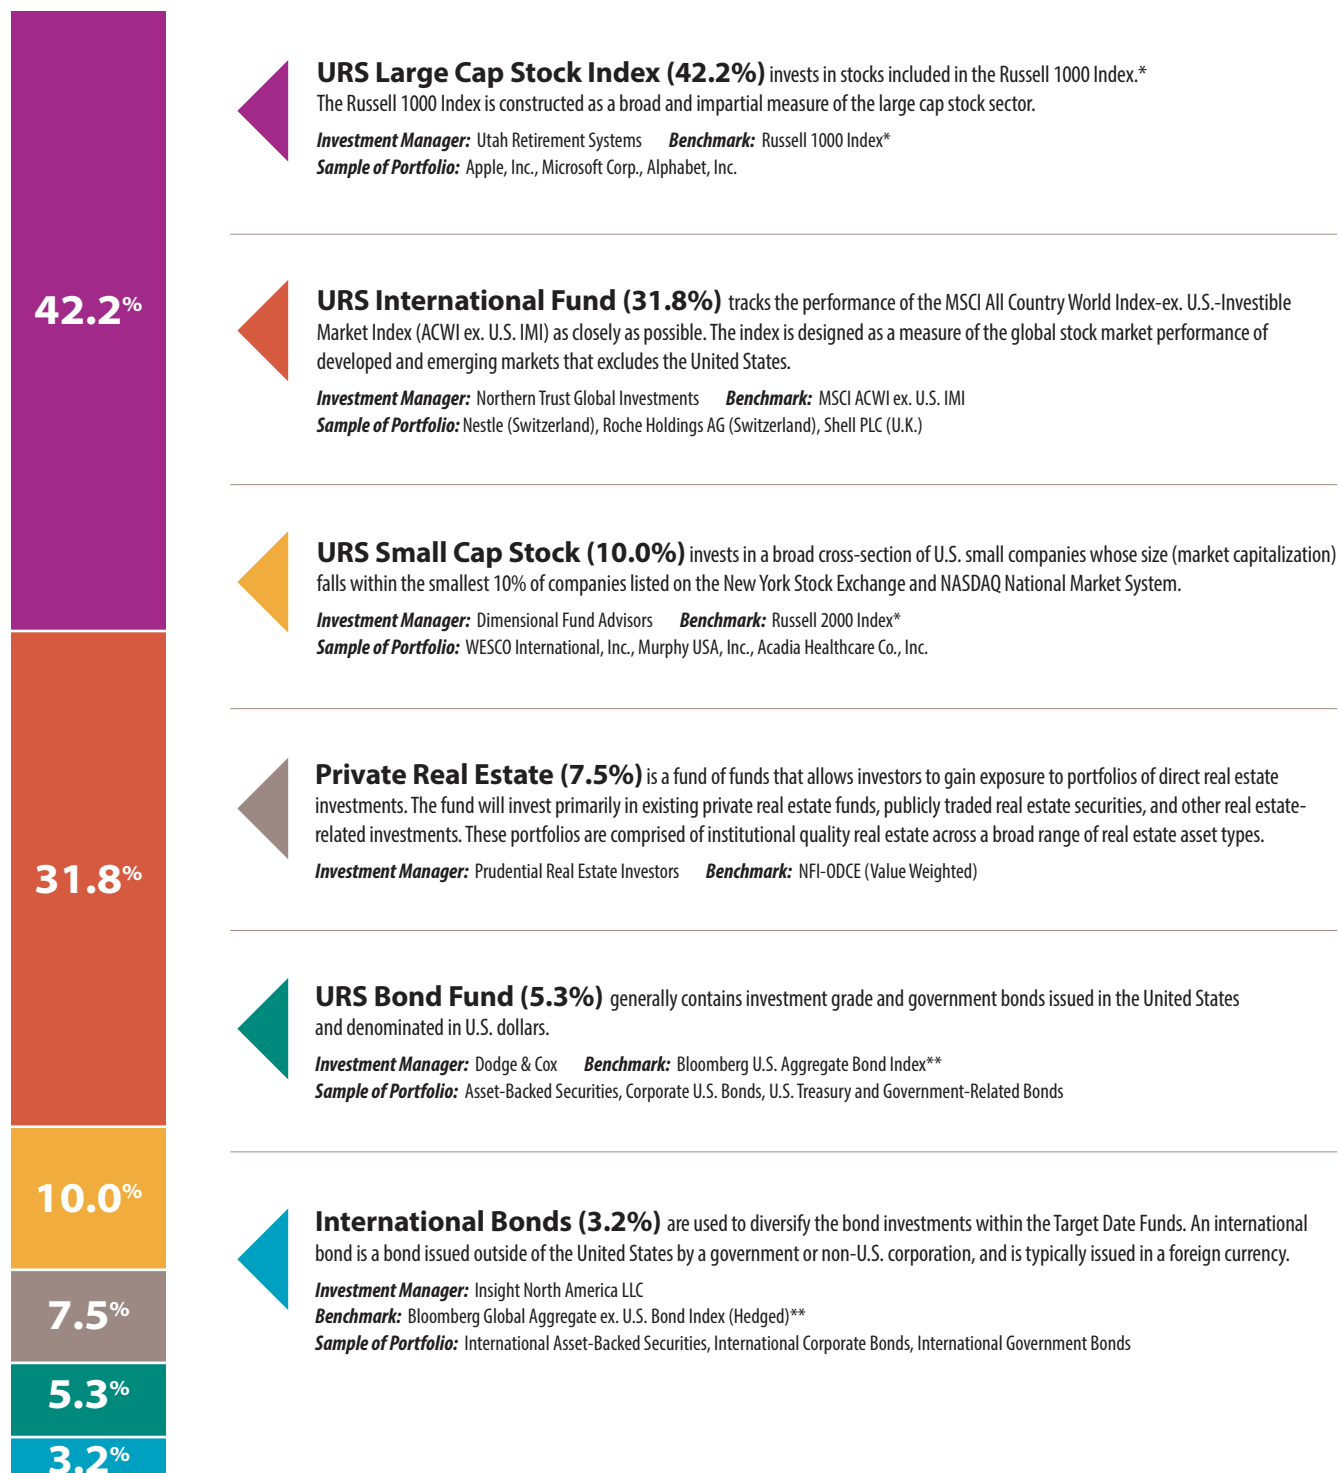 42.2%
31.8%
10.0%
7.5%
5.3%
3.2%
URS Large Cap Stock Index (42.2%) invests in stocks included in the Russell 1000 Index.*
The Russell 1000 Index is constructed as a broad and impartial measure of the large cap stock sector.
Investment Manager: Utah Retirement Systems Benchmark: Russell 1000 Index*
Sample of Portfolio: Apple, Inc., Microsoft Corp., Alphabet, Inc.
URS International Fund (31.8%) tracks the performance of the MSCI All Country World Index-ex. U.S.-Investible
Market Index (ACWI ex. U.S. IMI) as closely as possible. The index is designed as a measure of the global stock market performance of
developed and emerging markets that excludes the United States.
Investment Manager: Northern Trust Global Investments Benchmark: MSCI ACWI ex. U.S. IMI
Sample of Portfolio: Nestle (Switzerland), Roche Holdings AG (Switzerland), Shell PLC (U.K.)
URS Small Cap Stock (10.0%) invests in a broad cross-section of U.S. small companies whose size (market capitalization)
falls within the smallest 10% of companies listed on the New York Stock Exchange and NASDAQ National Market System.
Investment Manager: Dimensional Fund Advisors Benchmark: Russell 2000 Index*
Sample of Portfolio: WESCO International, Inc., Murphy USA, Inc., Acadia Healthcare Co., Inc.
Private Real Estate (7.5%) is a fund of funds that allows investors to gain exposure to portfolios of direct real estate
investments. The fund will invest primarily in existing private real estate funds, publicly traded real estate securities, and other real estate-
related investments. These portfolios are comprised of institutional quality real estate across a broad range of real estate asset types.
Investment Manager: Prudential Real Estate Investors Benchmark: NFI-ODCE (Value Weighted)
URS Bond Fund (5.3%) generally contains investment grade and government bonds issued in the United States
and denominated in U.S. dollars.
Investment Manager: Dodge & Cox Benchmark: Bloomberg U.S. Aggregate Bond Index**
Sample of Portfolio: Asset-Backed Securities, Corporate U.S. Bonds, U.S. Treasury and Government-Related Bonds
International Bonds (3.2%) are used to diversify the bond investments within the Target Date Funds. An international
bond is a bond issued outside of the United States by a government or non-U.S. corporation, and is typically issued in a foreign currency.
Investment Manager: Insight North America LLC
Benchmark: Bloomberg Global Aggregate ex. U.S. Bond Index (Hedged)**
Sample of Portfolio: International Asset-Backed Securities, International Corporate Bonds, International Government Bonds